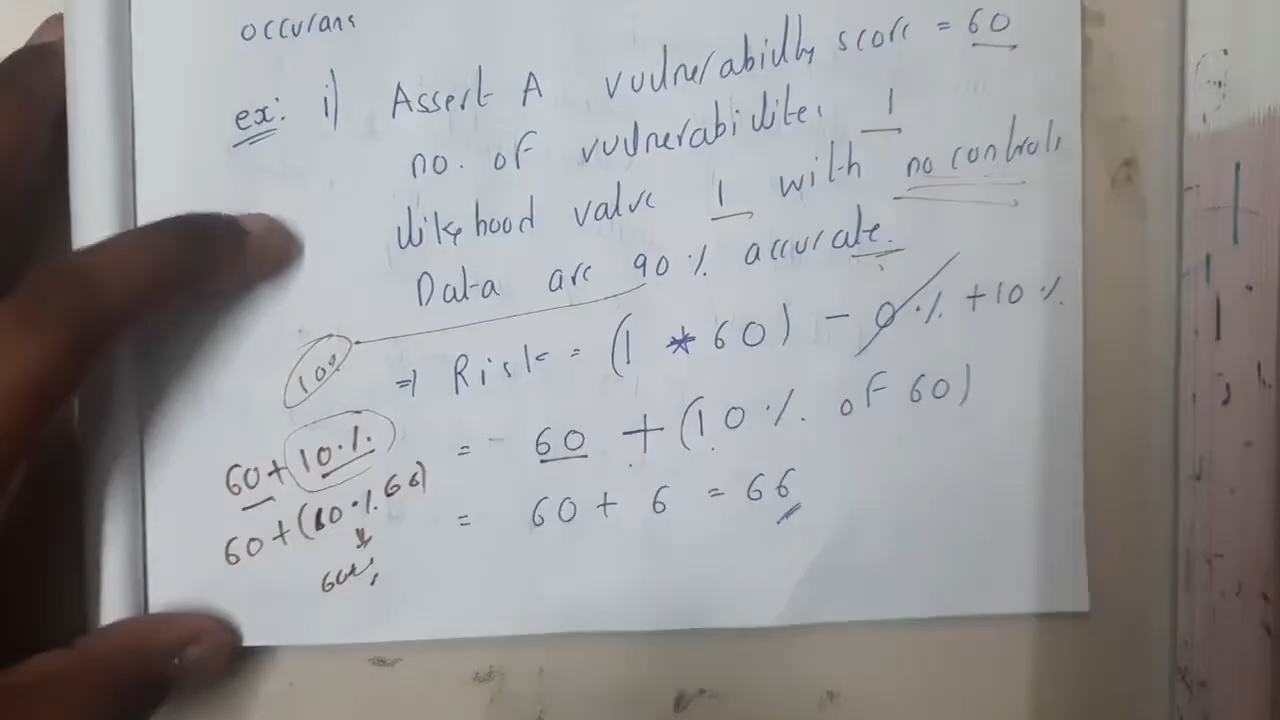 occurans
ex: i) Assert A vulnerability score = 60
no. of vulnerabilities 1
likehood value 1 with no controls
Data are 90% accurate.
10%
=> Risk = (1 * 60) - 0% + 10%
= 60 + (10% of 60)
= 60 + 6 = 66
60 + 10%
60 + (10% 60)